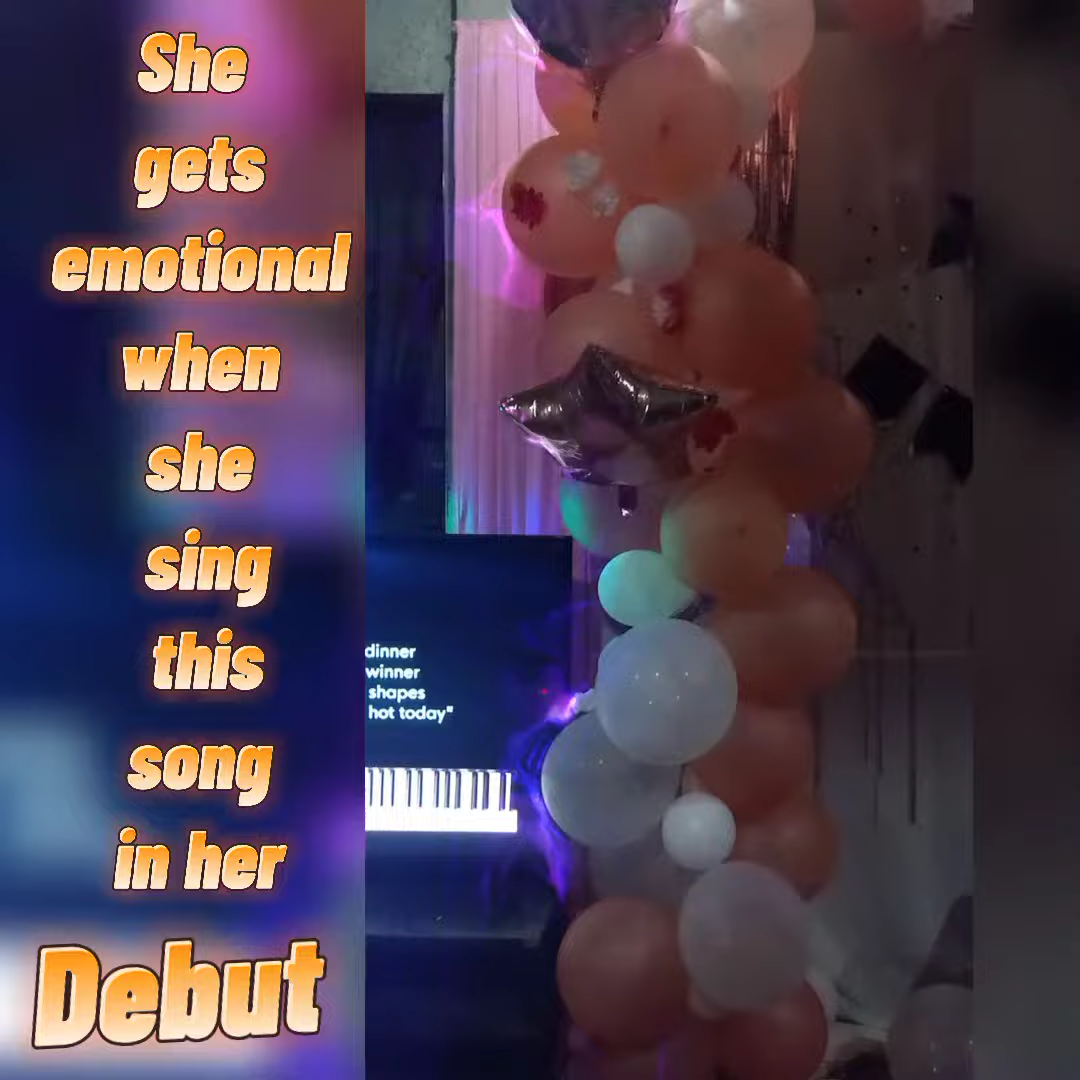 She
gets
emotional
when
she
sing
this
song
in her
Debut
dinner
winner
shapes
hot today"